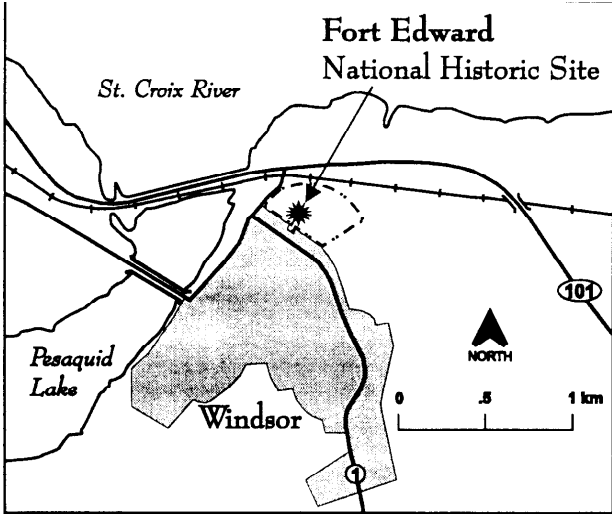 Fort Edward
National Historic Site
St. Croix River
101
NORTH
Pesaquid
Lake
0 .5 1 km
Windsor
1